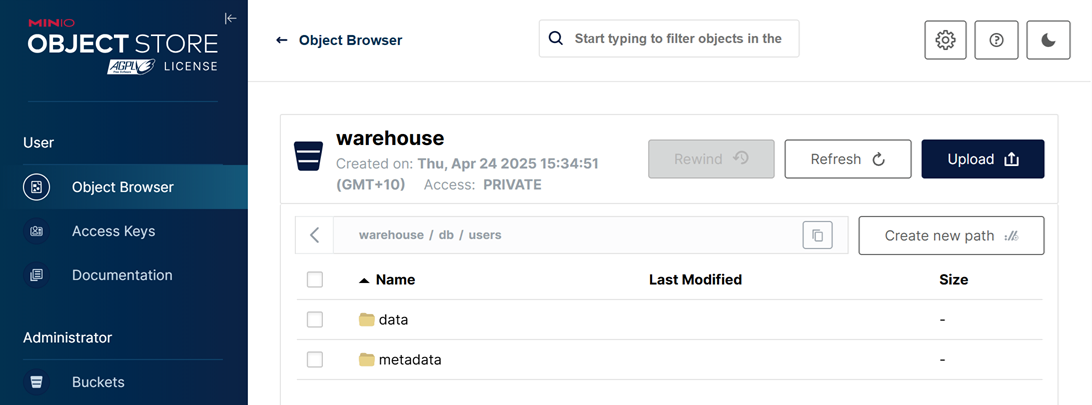 MINIO
OBJECT STORE
AGPLv3 LICENSE
User
Object Browser
Access Keys
Documentation
Administrator
Buckets
Object Browser
Start typing to filter objects in the
warehouse
Created on: Thu, Apr 24 2025 15:34:51
(GMT+10) Access: PRIVATE
Rewind
Refresh
Upload
warehouse / db / users
Create new path
Name Last Modified Size
data -
metadata -